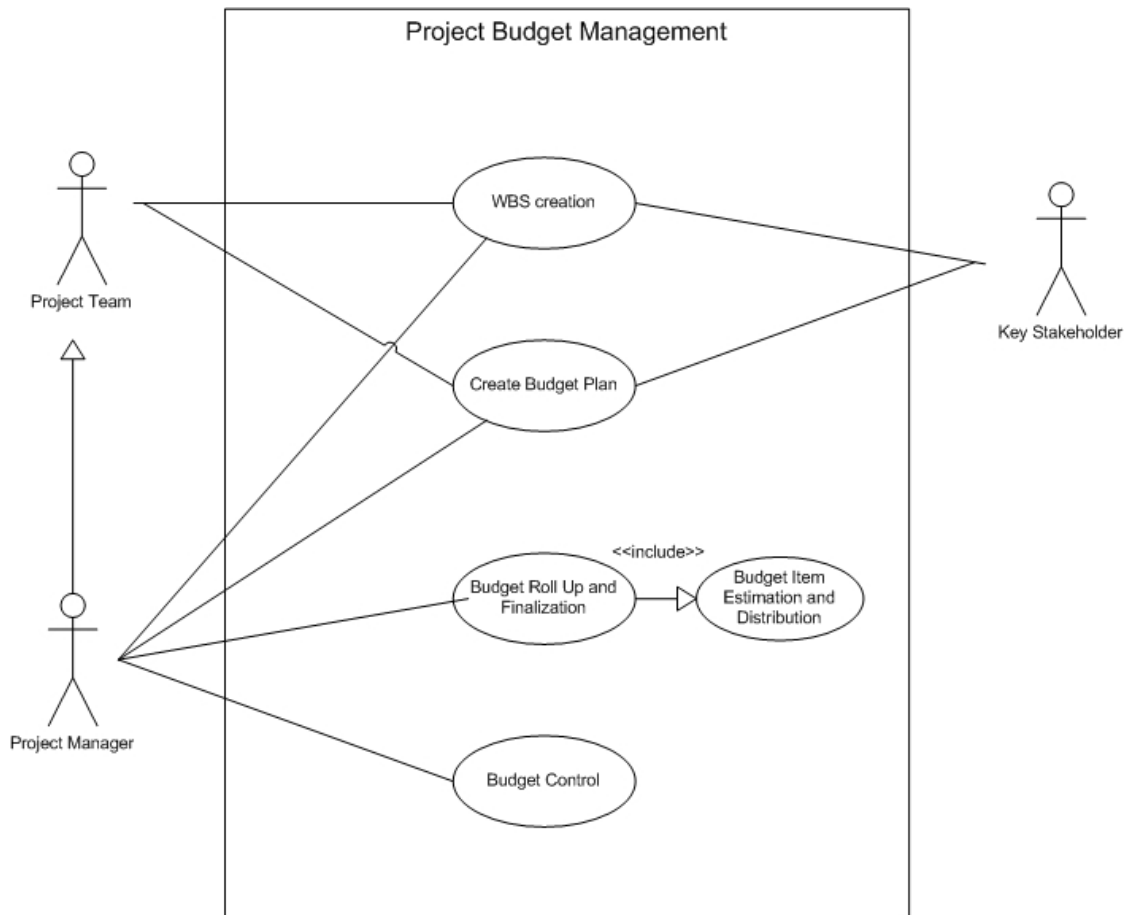 Project Budget Management
WBS creation
Project Team
Key Stakeholder
Create Budget Plan
<<include>>
Budget Roll Up and
Finalization
Budget Item
Estimation and
Distribution
Project Manager
Budget Control